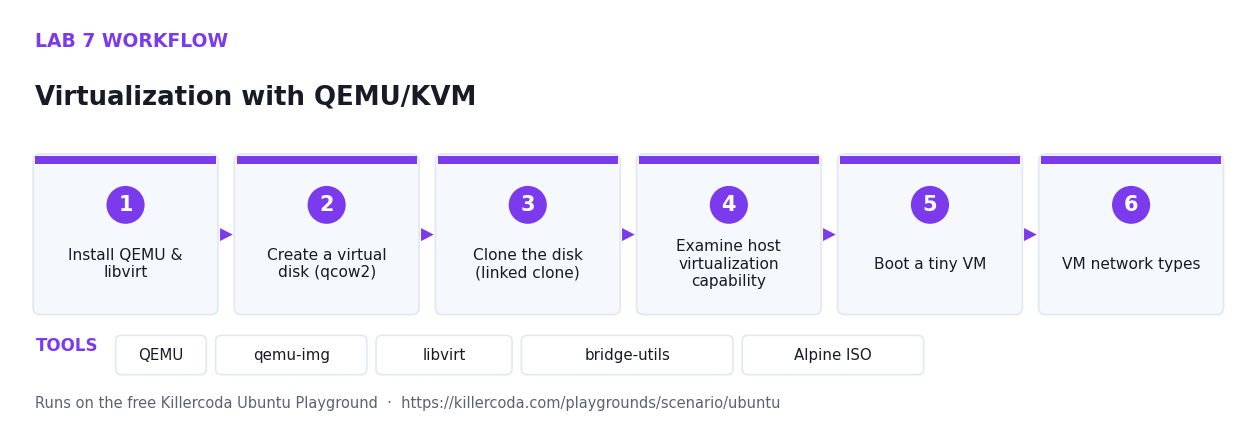 LAB 7 WORKFLOW
Virtualization with QEMU/KVM
1
Install QEMU &
libvirt
2
Create a virtual
disk (qcow2)
3
Clone the disk
(linked clone)
4
Examine host
virtualization
capability
5
Boot a tiny VM
6
VM network types
TOOLS
QEMU
qemu-img
libvirt
bridge-utils
Alpine ISO
Runs on the free Killercoda Ubuntu Playground · https://killercoda.com/playgrounds/scenario/ubuntu